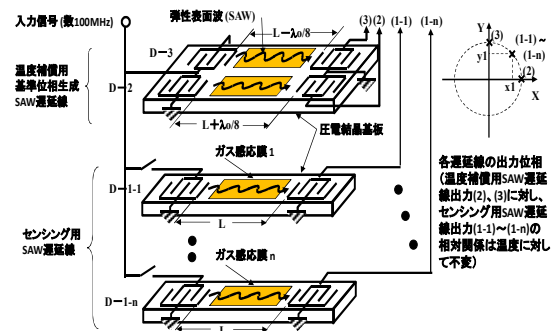 入力信号(数100MHz)
弾性表面波(SAW)
L－λ₀/8
(3)(2)
(1-1)
(1-n)
D－3
温度補償用
基準位相生成
SAW遅延線
D－2
L＋λ₀/8
圧電結晶基板
ガス感応膜1
D－1-1
L
センシング用
SAW遅延線
ガス感応膜n
D－1-n
L
Y
(3)
(1-1)～
(1-n)
y1
(2)
X
x1
各遅延線の出力位相
(温度補償用SAW遅延
線出力(2)、(3)に対し、
センシング用SAW遅延
線出力(1-1)～(1-n)の
相対関係は温度に対し
て不変)